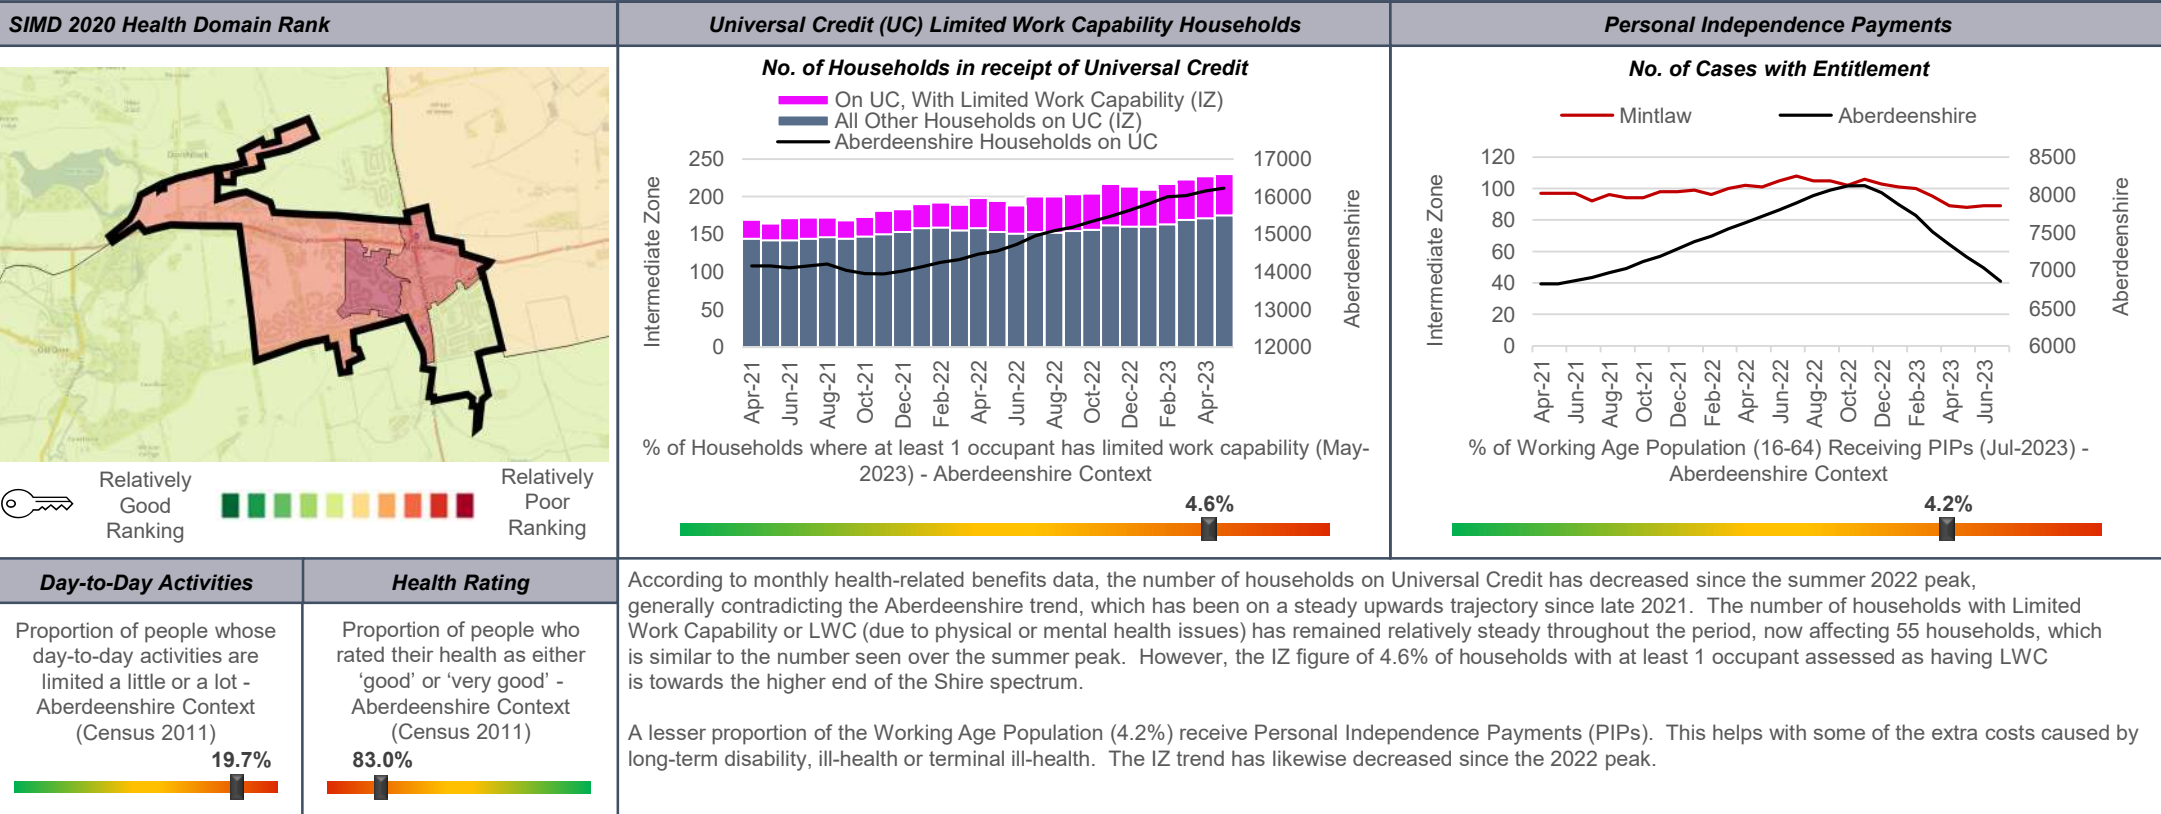 SIMD 2020 Health Domain Rank
Relatively
Good
Ranking
Relatively
Poor
Ranking
Universal Credit (UC) Limited Work Capability Households
No. of Households in receipt of Universal Credit
On UC, With Limited Work Capability (IZ)
All Other Households on UC (IZ)
Aberdeenshire Households on UC
Intermediate Zone
250
200
150
100
50
0
17000
16000
15000
14000
13000
12000
Aberdeenshire
Apr-21
Jun-21
Aug-21
Oct-21
Dec-21
Feb-22
Apr-22
Jun-22
Aug-22
Oct-22
Dec-22
Feb-23
Apr-23
% of Households where at least 1 occupant has limited work capability (May-
2023) - Aberdeenshire Context
4.6%
Personal Independence Payments
No. of Cases with Entitlement
Mintlaw
Aberdeenshire
Intermediate Zone
120
100
80
60
40
20
0
8500
8000
7500
7000
6500
6000
Aberdenshire
Apr-21
Jun-21
Aug-21
Oct-21
Dec-21
Feb-22
Apr-22
Jun-22
Aug-22
Oct-22
Dec-22
Feb-23
Apr-23
Jun-23
% of Working Age Population (16-64) Receiving PIPs (Jul-2023) -
Aberdeenshire Context
4.2%
Day-to-Day Activities
Proportion of people whose
day-to-day activities are
limited a little or a lot -
Aberdeenshire Context
(Census 2011)
19.7%
Health Rating
Proportion of people who
rated their health as either
‘good’ or ‘very good’ -
Aberdeenshire Context
(Census 2011)
83.0%
According to monthly health-related benefits data, the number of households on Universal Credit has decreased since the summer 2022 peak,
generally contradicting the Aberdeenshire trend, which has been on a steady upwards trajectory since late 2021. The number of households with Limited
Work Capability or LWC (due to physical or mental health issues) has remained relatively steady throughout the period, now affecting 55 households, which
is similar to the number seen over the summer peak. However, the IZ figure of 4.6% of households with at least 1 occupant assessed as having LWC
is towards the higher end of the Shire spectrum.
A lesser proportion of the Working Age Population (4.2%) receive Personal Independence Payments (PIPs). This helps with some of the extra costs caused by
long-term disability, ill-health or terminal ill-health. The IZ trend has likewise decreased since the 2022 peak.